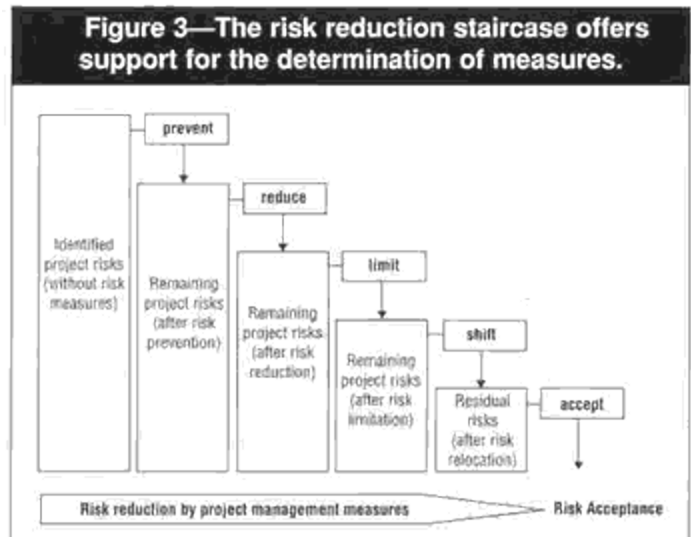 Figure 3—The risk reduction staircase offers
support for the determination of measures.
prevent
reduce
limit
shift
accept
Identified
project risks
(without risk
measures)
Remaining
project risks
(after risk
prevention)
Remaining
project risks
(after risk
reduction)
Remaining
project risks
(after risk
limitation)
Residual
risks
(after risk
relocation)
Risk reduction by project management measures
Risk Acceptance